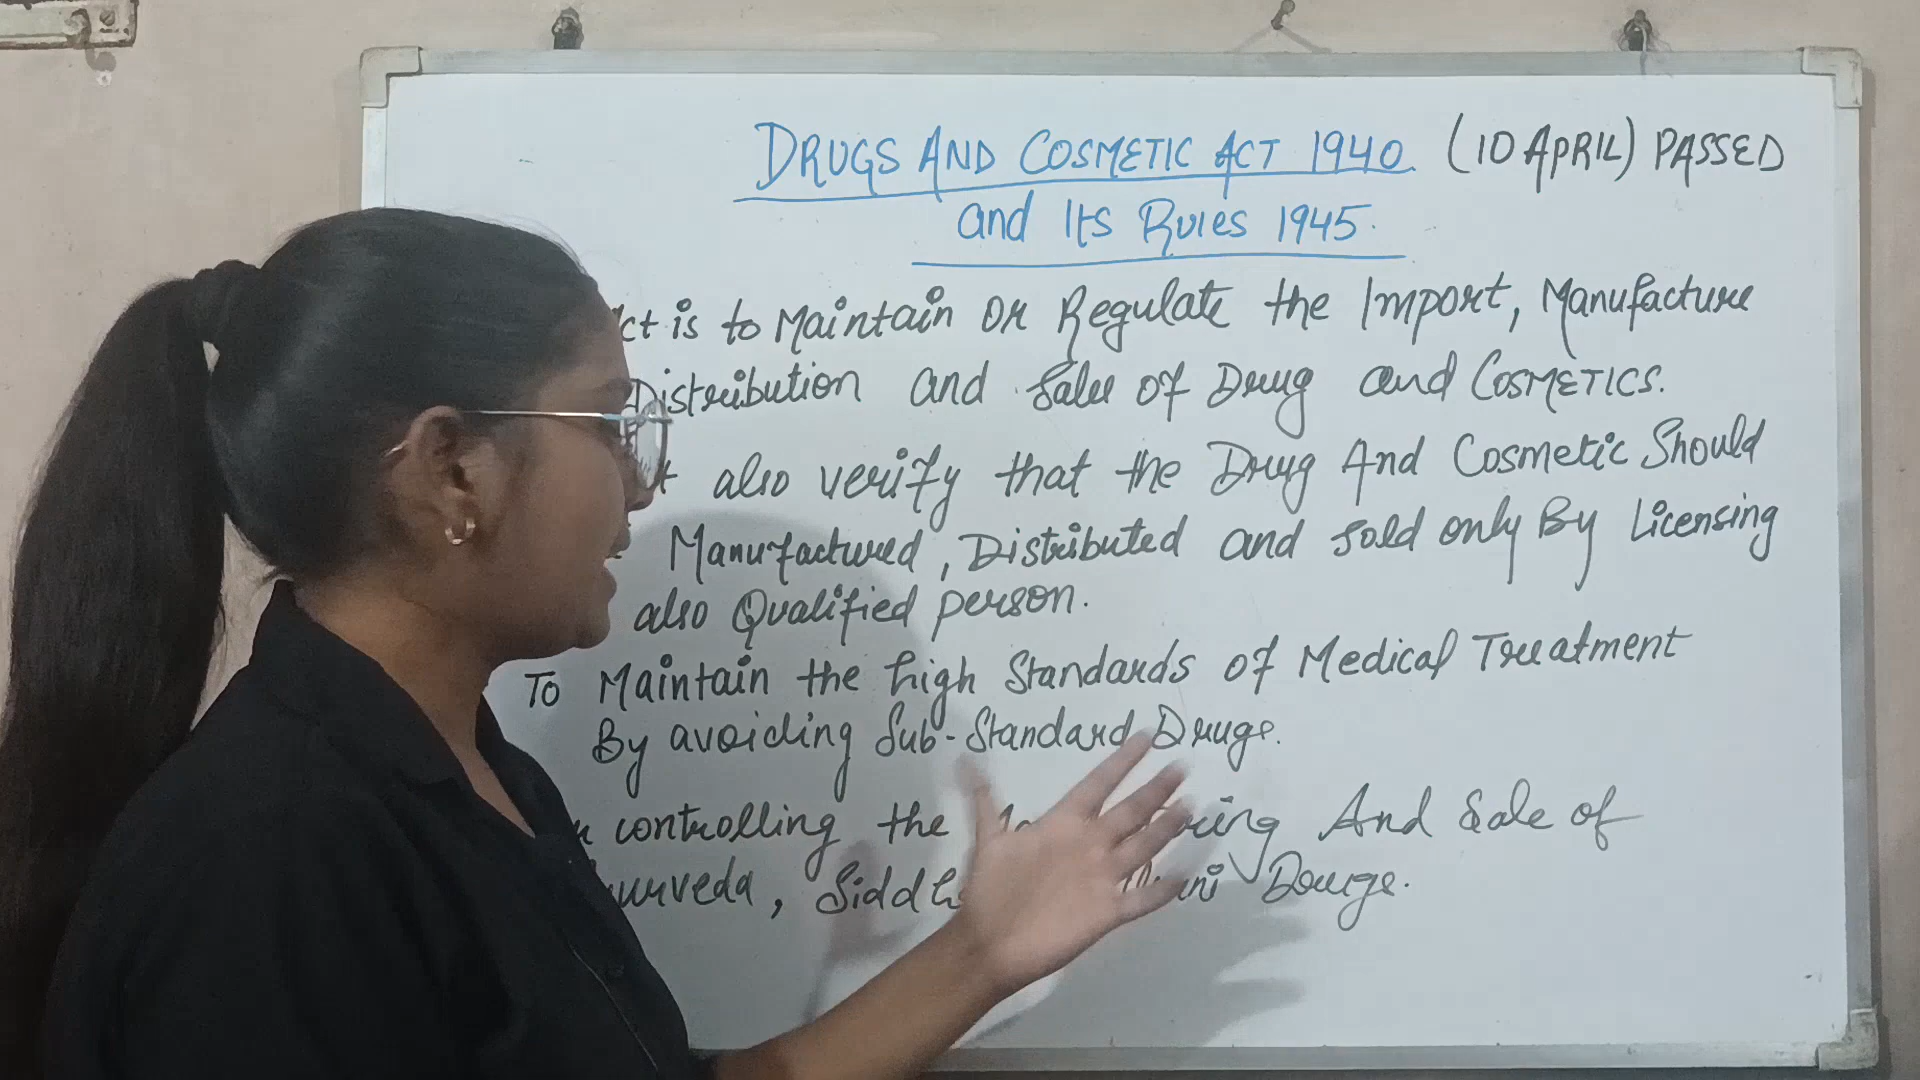 DRUGS AND COSMETIC ACT 1940. (10 APRIL) PASSED
and Its Rules 1945.
ct is to Maintain OR Regulate the Import, Manufacture
Distribution and Sales of Drug and COSMETICS.
also verify that the Drug And Cosmetic Should
Manufactured, Distributed and Sold only By Licensing
also Qualified person.
To Maintain the high Standards of Medical Treatment
By avoiding Sub-Standard Drugs.
controlling the And Sale of
urveda, Siddh ni Drugs.